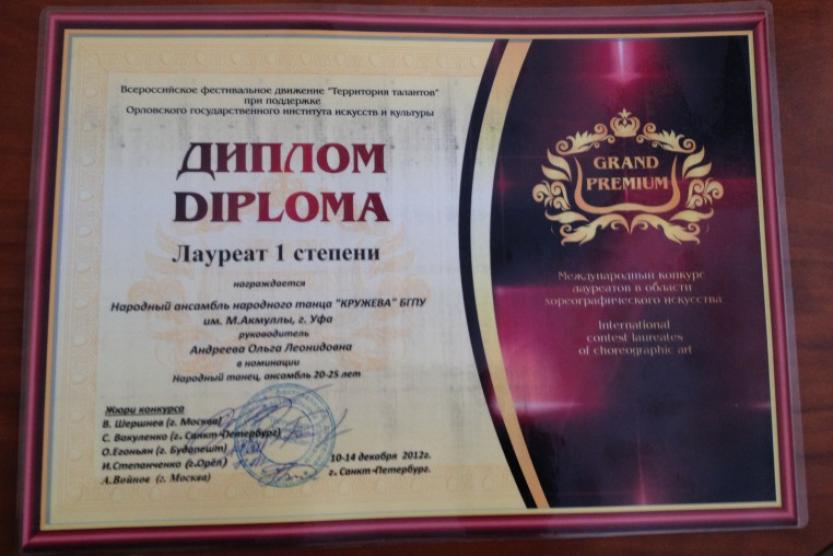 Всероссийское фестивальное движение "Территория талантов"
при поддержке
Орловского государственного института искусств и культуры
ДИПЛОМ
DIPLOMA
Лауреат 1 степени
награждается
Народный ансамбль народного танца "КРУЖЕВА" БГПУ
им. М.Акмуллы, г. Уфа
руководитель
Андреева Ольга Леонидовна
в номинации
Народный танец, ансамбль 20-25 лет
Жюри конкурса
В. Шершнев (г. Москва)
С. Вакуленко (г. Санкт-Петербург)
О.Егоньян (г. Будапешт)
И.Степанченко (г.Орёл)
А.Войнов (г. Москва)
10-14 декабря 2012г.
г. Санкт-Петербург.
GRAND
PREMIUM
Международный конкурс
лауреатов в области
хореографического искусства
International
contest laureates
of choreographic art